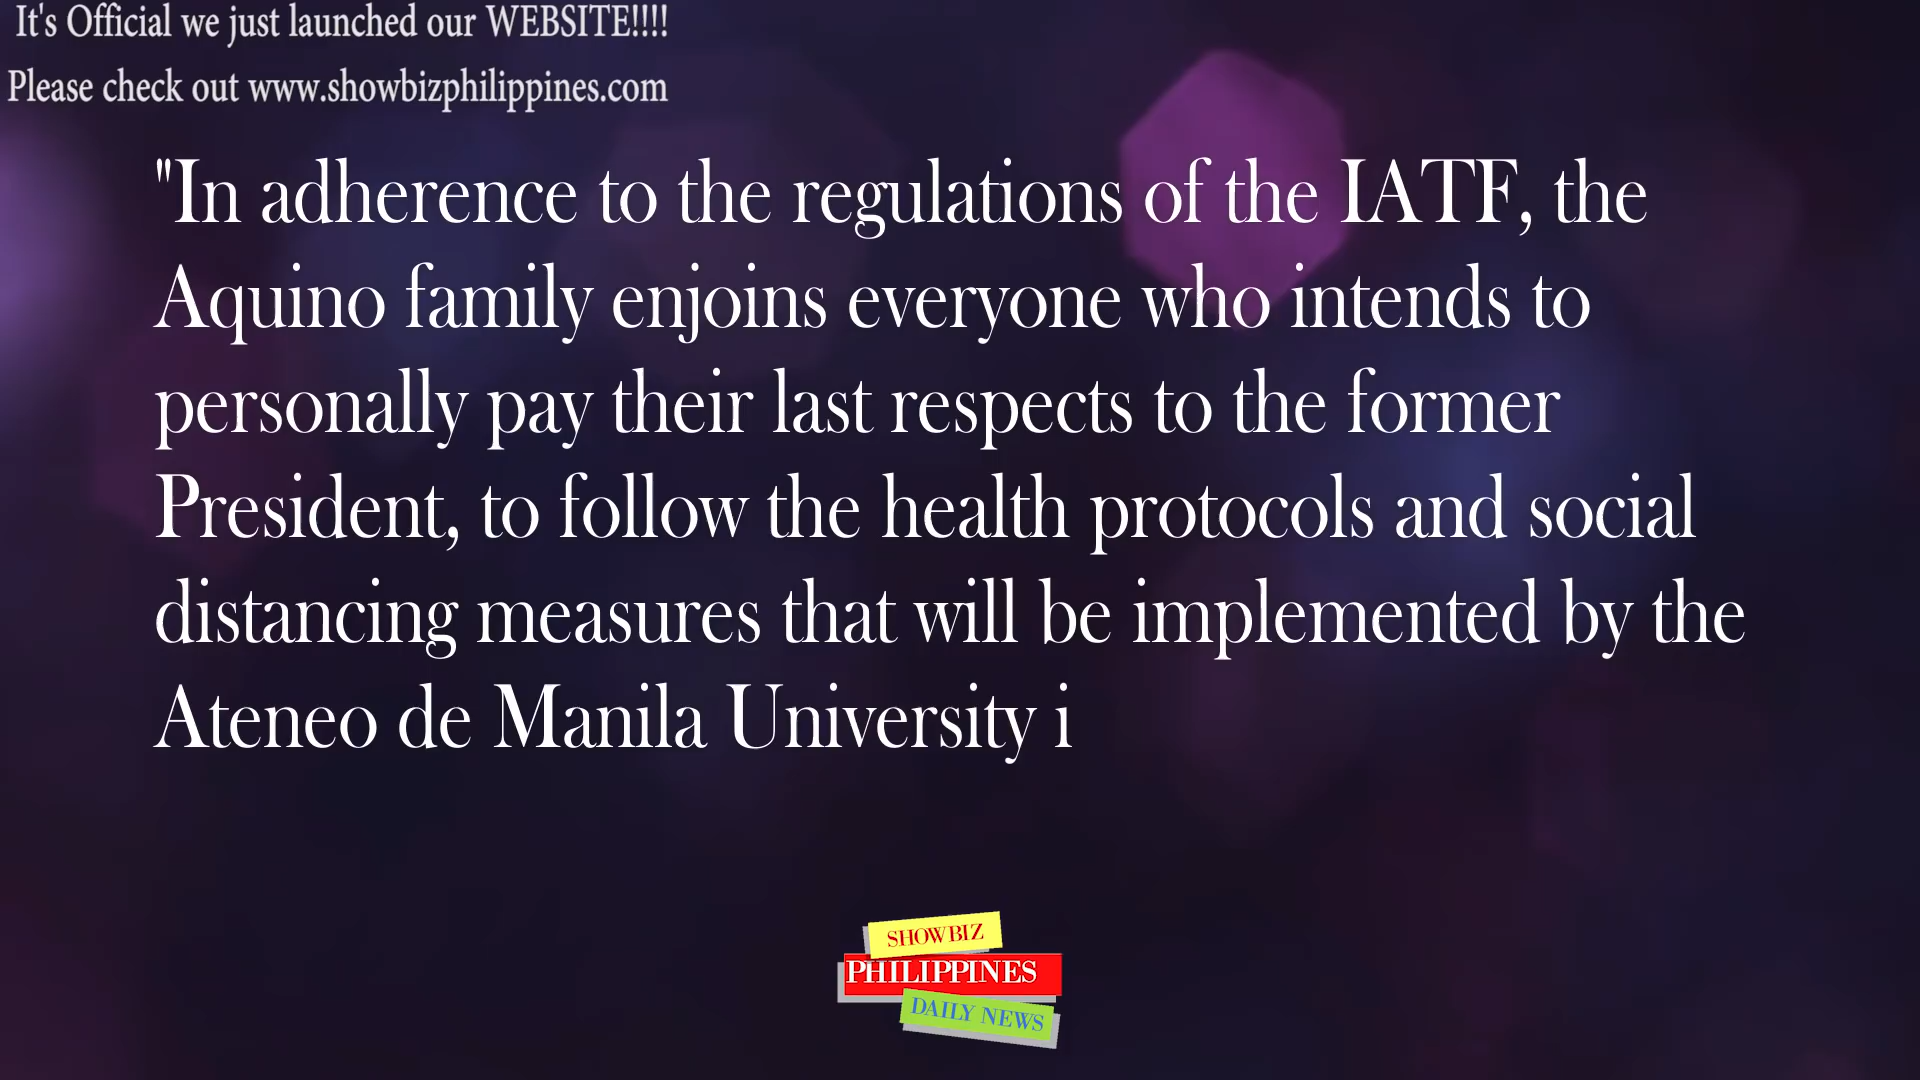 It's Official we just launched our WEBSITE!!!!
Please check out www.showbizphilippines.com
"In adherence to the regulations of the IATF, the
Aquino family enjoins everyone who intends to
personally pay their last respects to the former
President, to follow the health protocols and social
distancing measures that will be implemented by the
Ateneo de Manila University i
SHOWBIZ
PHILIPPINES
DAILY NEWS